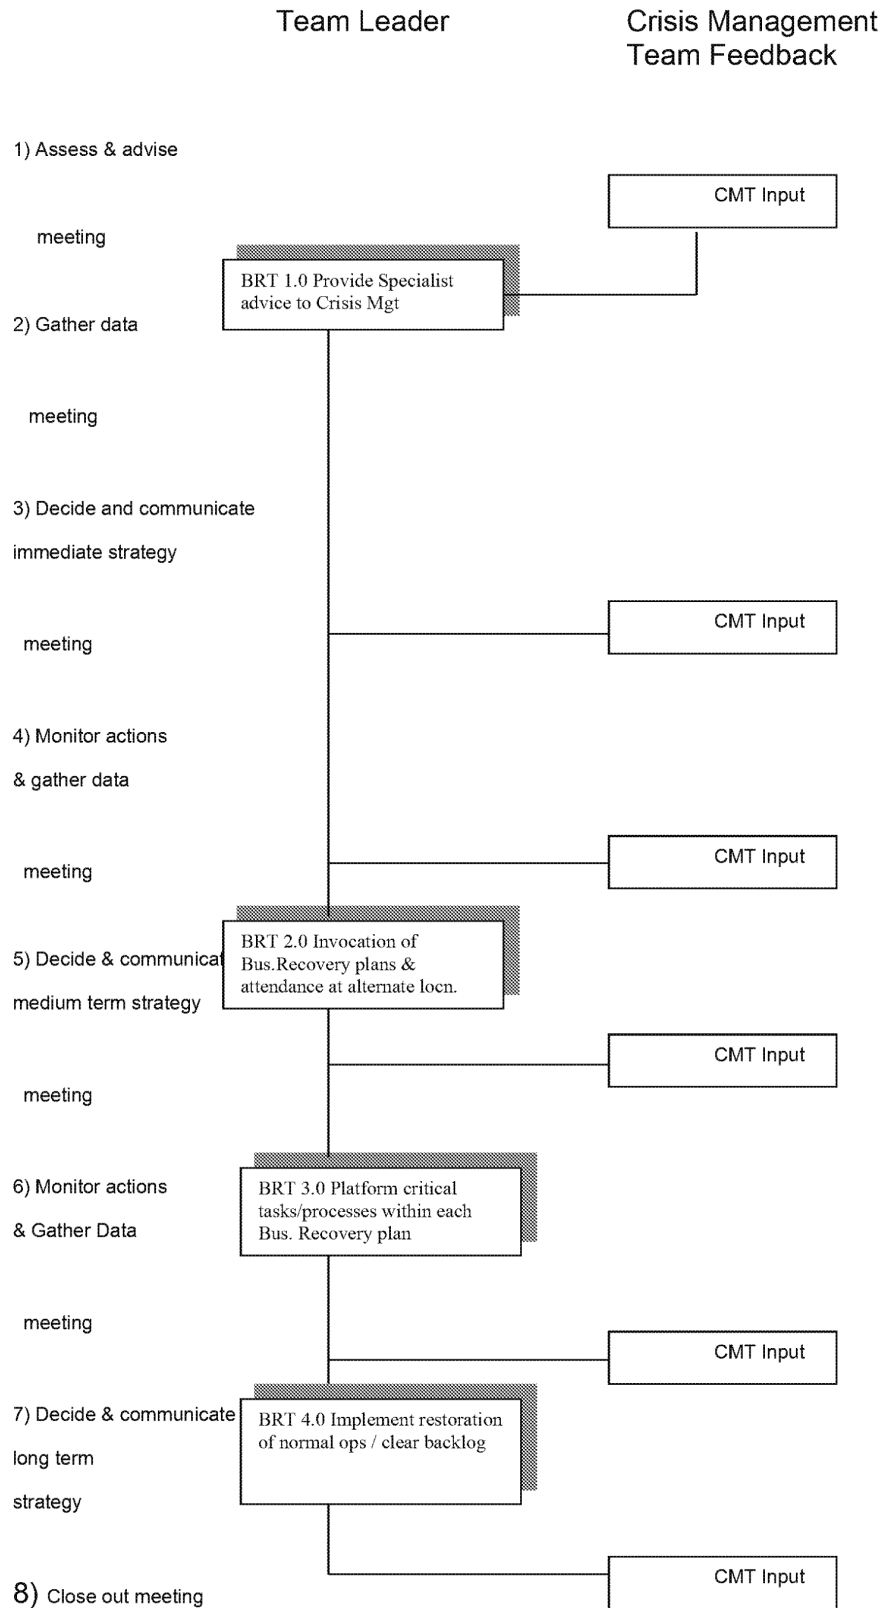 Team Leader
Crisis Management
Team Feedback
1) Assess & advise
CMT Input
meeting
BRT 1.0 Provide Specialist
advice to Crisis Mgt
2) Gather data
meeting
3) Decide and communicate
immediate strategy
CMT Input
meeting
4) Monitor actions
& gather data
CMT Input
meeting
BRT 2.0 Invocation of
Bus.Recovery plans &
attendance at alternate locn.
5) Decide & communicat
medium term strategy
CMT Input
meeting
6) Monitor actions
& Gather Data
BRT 3.0 Platform critical
tasks/processes within each
Bus. Recovery plan
meeting
CMT Input
7) Decide & communicate
long term
strategy
BRT 4.0 Implement restoration
of normal ops / clear backlog
CMT Input
8) Close out meeting